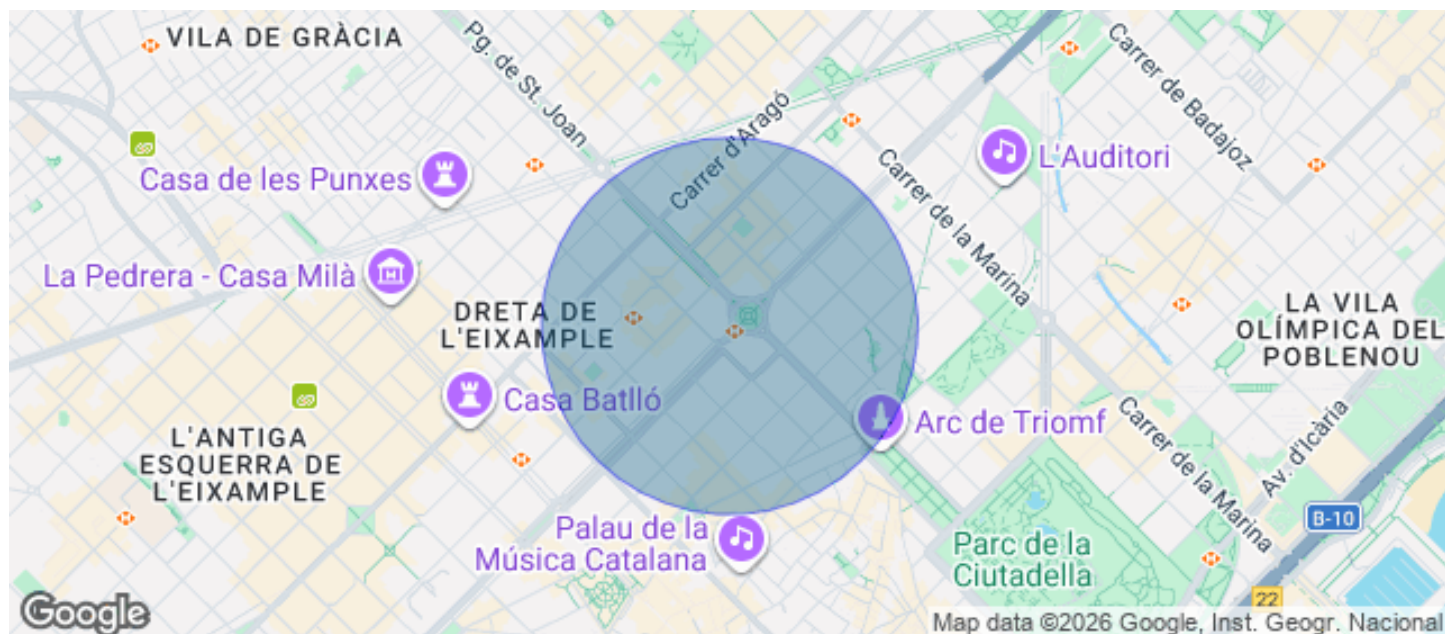 VILA DE GRÀCIA
Pg. de St. Joan
Carrer d'Aragó
Carrer de Badajoz
L'Auditori
Casa de les Punxes
Carrer de la Marina
La Pedrera - Casa Milà
DRETA DE
L'EIXAMPLE
LA VILA
OLÍMPICA DEL
POBLENOU
Casa Batlló
Arc de Triomf
L'ANTIGA
ESQUERRA DE
L'EIXAMPLE
Carrer de la Marina
Av. d'Icària
B-10
Palau de la
Música Catalana
Parc de la
Ciutadella
22
Google
Map data ©2026 Google, Inst. Geogr. Nacional